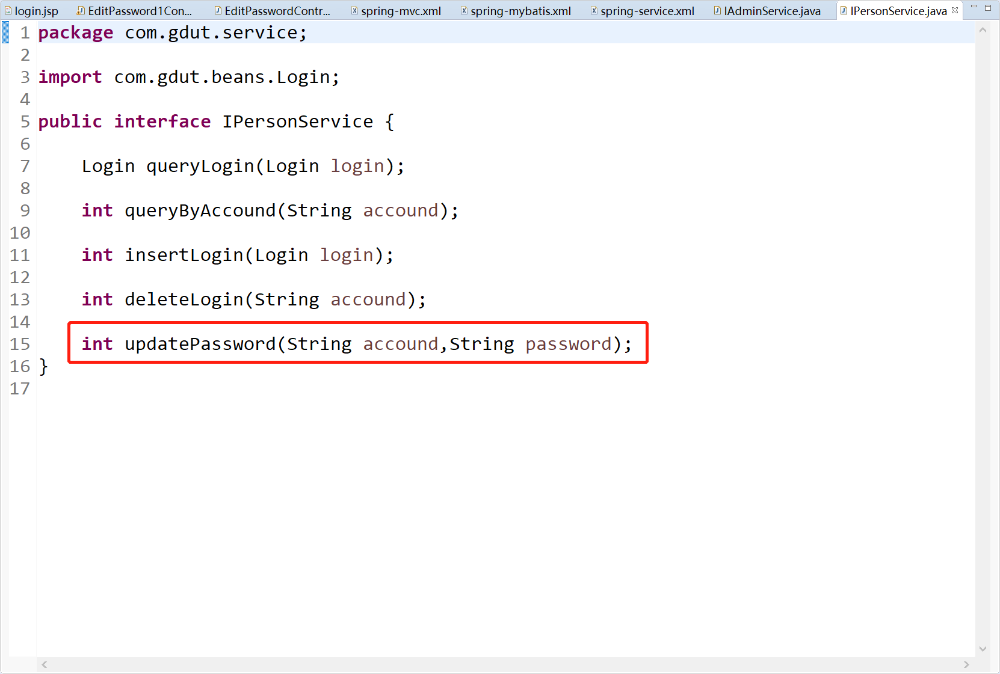 login.jsp EditPassword1Con... EditPasswordContr... spring-mvc.xml spring-mybatis.xml spring-service.xml IAdminService.java IPersonService.java
1 package com.gdut.service;
2
3 import com.gdut.beans.Login;
4
5 public interface IPersonService {
6
7 Login queryLogin(Login login);
8
9 int queryByAccound(String accound);
10
11 int insertLogin(Login login);
12
13 int deleteLogin(String accound);
14
15 int updatePassword(String accound,String password);
16 }
17